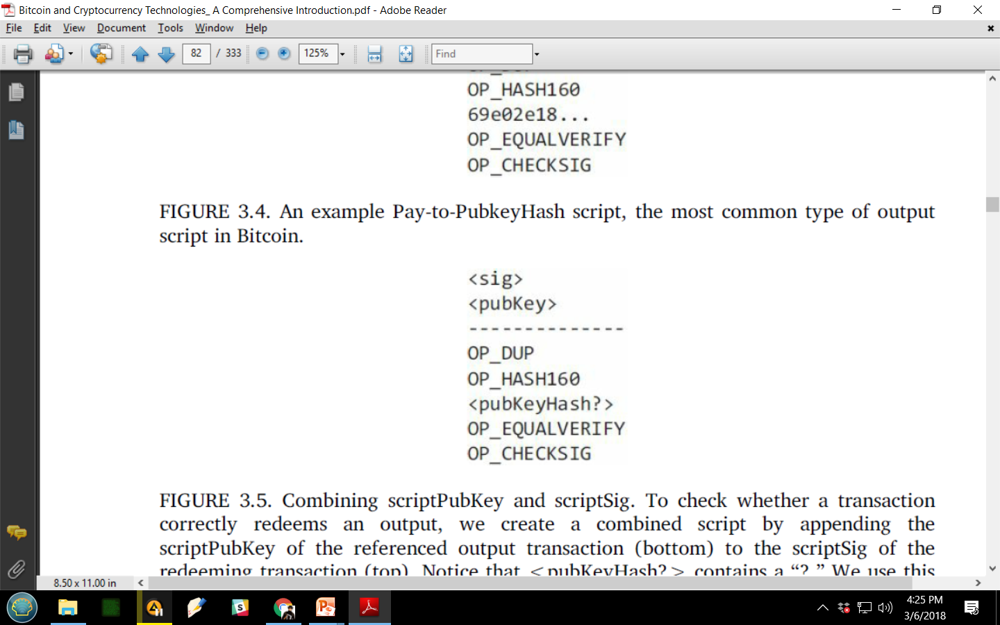 Bitcoin and Cryptocurrency Technologies_ A Comprehensive Introduction.pdf - Adobe Reader
File Edit View Document Tools Window Help
82 / 333 125% Find
OP_HASH160
69e02e18...
OP_EQUALVERIFY
OP_CHECKSIG
FIGURE 3.4. An example Pay-to-PubkeyHash script, the most common type of output
script in Bitcoin.
<sig>
<pubKey>
--------------
OP_DUP
OP_HASH160
<pubKeyHash?>
OP_EQUALVERIFY
OP_CHECKSIG
FIGURE 3.5. Combining scriptPubKey and scriptSig. To check whether a transaction
correctly redeems an output, we create a combined script by appending the
scriptPubKey of the referenced output transaction (bottom) to the scriptSig of the
redeeming transaction (top). Notice that <pubKeyHash?> contains a “?.” We use this
8.50 x 11.00 in
4:25 PM
3/6/2018